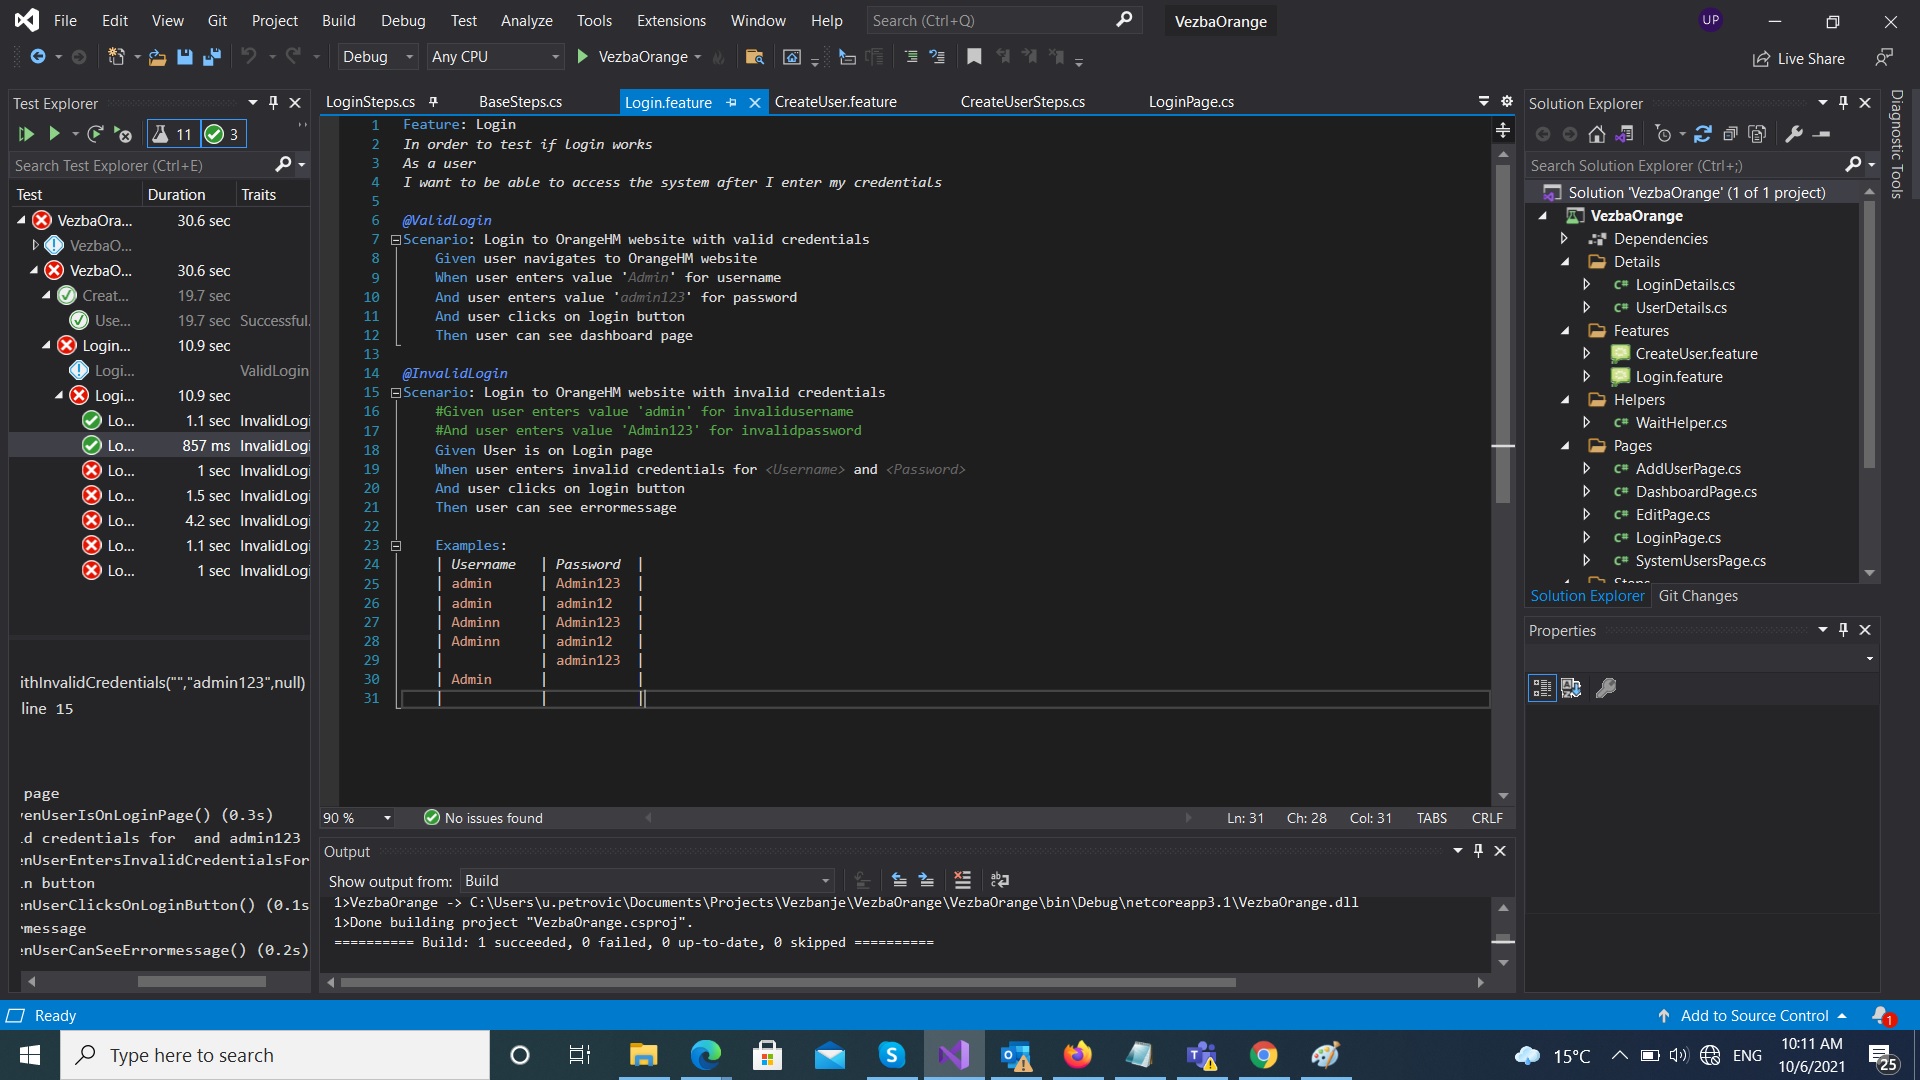 File Edit View Git Project Build Debug Test Analyze Tools Extensions Window Help Search (Ctrl+Q) VezbaOrange UP
Debug Any CPU VezbaOrange Live Share
Test Explorer
11 3
Search Test Explorer (Ctrl+E)
Test Duration Traits
VezbaOra... 30.6 sec
VezbaO...
VezbaO... 30.6 sec
Creat... 19.7 sec
Use... 19.7 sec Successful.
Login... 10.9 sec
Logi... ValidLogin
Logi... 10.9 sec
Lo... 1.1 sec InvalidLogi
Lo... 857 ms InvalidLogi
Lo... 1 sec InvalidLogi
Lo... 1.5 sec InvalidLogi
Lo... 4.2 sec InvalidLogi
Lo... 1.1 sec InvalidLogi
Lo... 1 sec InvalidLogi
ithInvalidCredentials("","admin123",null)
line 15
page
enUserIsOnLoginPage() (0.3s)
d credentials for and admin123
enUserEntersInvalidCredentialsFor
n button
enUserClicksOnLoginButton() (0.1s
message
enUserCanSeeErrormessage() (0.2s)
LoginSteps.cs BaseSteps.cs Login.feature CreateUser.feature CreateUserSteps.cs LoginPage.cs
1 Feature: Login
2 In order to test if login works
3 As a user
4 I want to be able to access the system after I enter my credentials
5
6 @ValidLogin
7 Scenario: Login to OrangeHM website with valid credentials
8 Given user navigates to OrangeHM website
9 When user enters value 'Admin' for username
10 And user enters value 'admin123' for password
11 And user clicks on login button
12 Then user can see dashboard page
13
14 @InvalidLogin
15 Scenario: Login to OrangeHM website with invalid credentials
16 #Given user enters value 'admin' for invalidusername
17 #And user enters value 'Admin123' for invalidpassword
18 Given User is on Login page
19 When user enters invalid credentials for <Username> and <Password>
20 And user clicks on login button
21 Then user can see errormessage
22
23 Examples:
24 | Username | Password |
25 | admin | Admin123 |
26 | admin | admin12 |
27 | Adminn | Admin123 |
28 | Adminn | admin12 |
29 | | admin123 |
30 | Admin | |
31 | | |
90 % No issues found Ln: 31 Ch: 28 Col: 31 TABS CRLF
Output
Show output from: Build
1>VezbaOrange -> C:\Users\u.petrovic\Documents\Projects\Vezbanje\VezbaOrange\VezbaOrange\bin\Debug\netcoreapp3.1\VezbaOrange.dll
1>Done building project "VezbaOrange.csproj".
========== Build: 1 succeeded, 0 failed, 0 up-to-date, 0 skipped ==========
Solution Explorer
Search Solution Explorer (Ctrl+;)
Solution 'VezbaOrange' (1 of 1 project)
VezbaOrange
Dependencies
Details
C# LoginDetails.cs
C# UserDetails.cs
Features
CreateUser.feature
Login.feature
Helpers
C# WaitHelper.cs
Pages
C# AddUserPage.cs
C# DashboardPage.cs
C# EditPage.cs
C# LoginPage.cs
C# SystemUsersPage.cs
Steps
Solution Explorer Git Changes
Properties
Diagnostic Tools
Ready Add to Source Control 1
Type here to search 15°C ENG 10:11 AM
10/6/2021 25